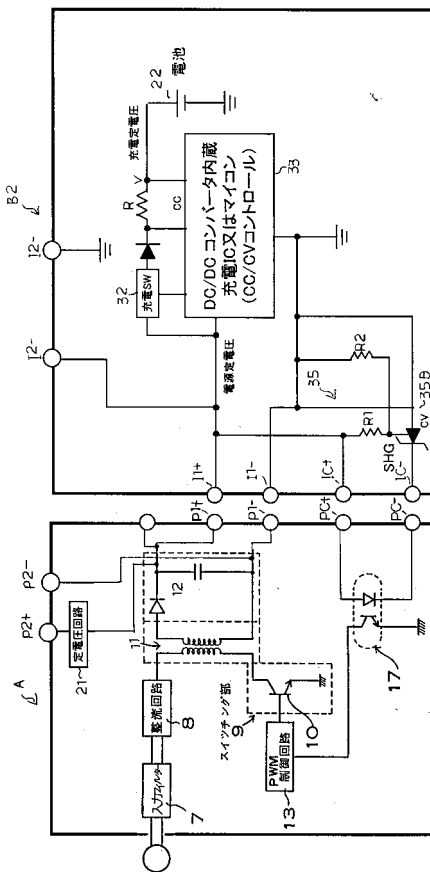 A
P2+
P2-
定電圧回路
21
11
12
P1+
P1-
入力フィルター
7
整流回路
8
スイッチング部
9
10
PWM
制御回路
13
17
PC+
PC-
B2
I2-
I2-
I1+
I1-
IC+
IC-
32
充電SW
R
V
CC
充電定電圧
22
電池
DC/DCコンバータ内蔵
充電IC又はマイコン
(CC/CVコントロール)
33
電源定電圧
35
R1
R2
SHG
CV
35B